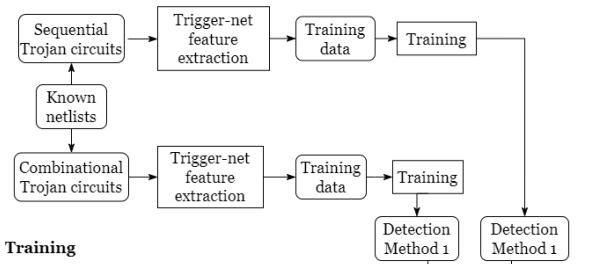 Sequential
Trojan circuits
Trigger-net
feature
extraction
Training
data
Training
Known
netlists
Combinational
Trojan circuits
Trigger-net
feature
extraction
Training
data
Training
Detection
Method 1
Detection
Method 1
Training